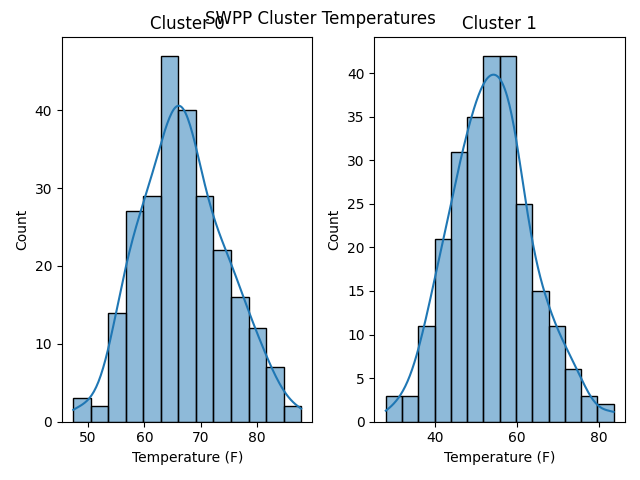 SWPP Cluster Temperatures
Cluster 0
Cluster 1
Count
40
30
20
10
0
50 60 70 80
Temperature (F)
Count
40
35
30
25
20
15
10
5
0
40 60 80
Temperature (F)